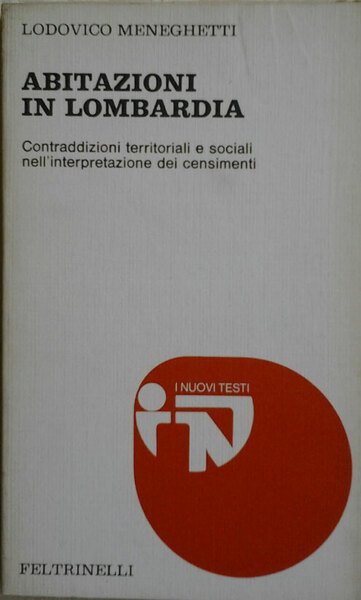 LODOVICO MENEGHETTI
ABITAZIONI
IN LOMBARDIA
Contraddizioni territoriali e sociali
nell'interpretazione dei censimenti
I NUOVI TESTI
FELTRINELLI